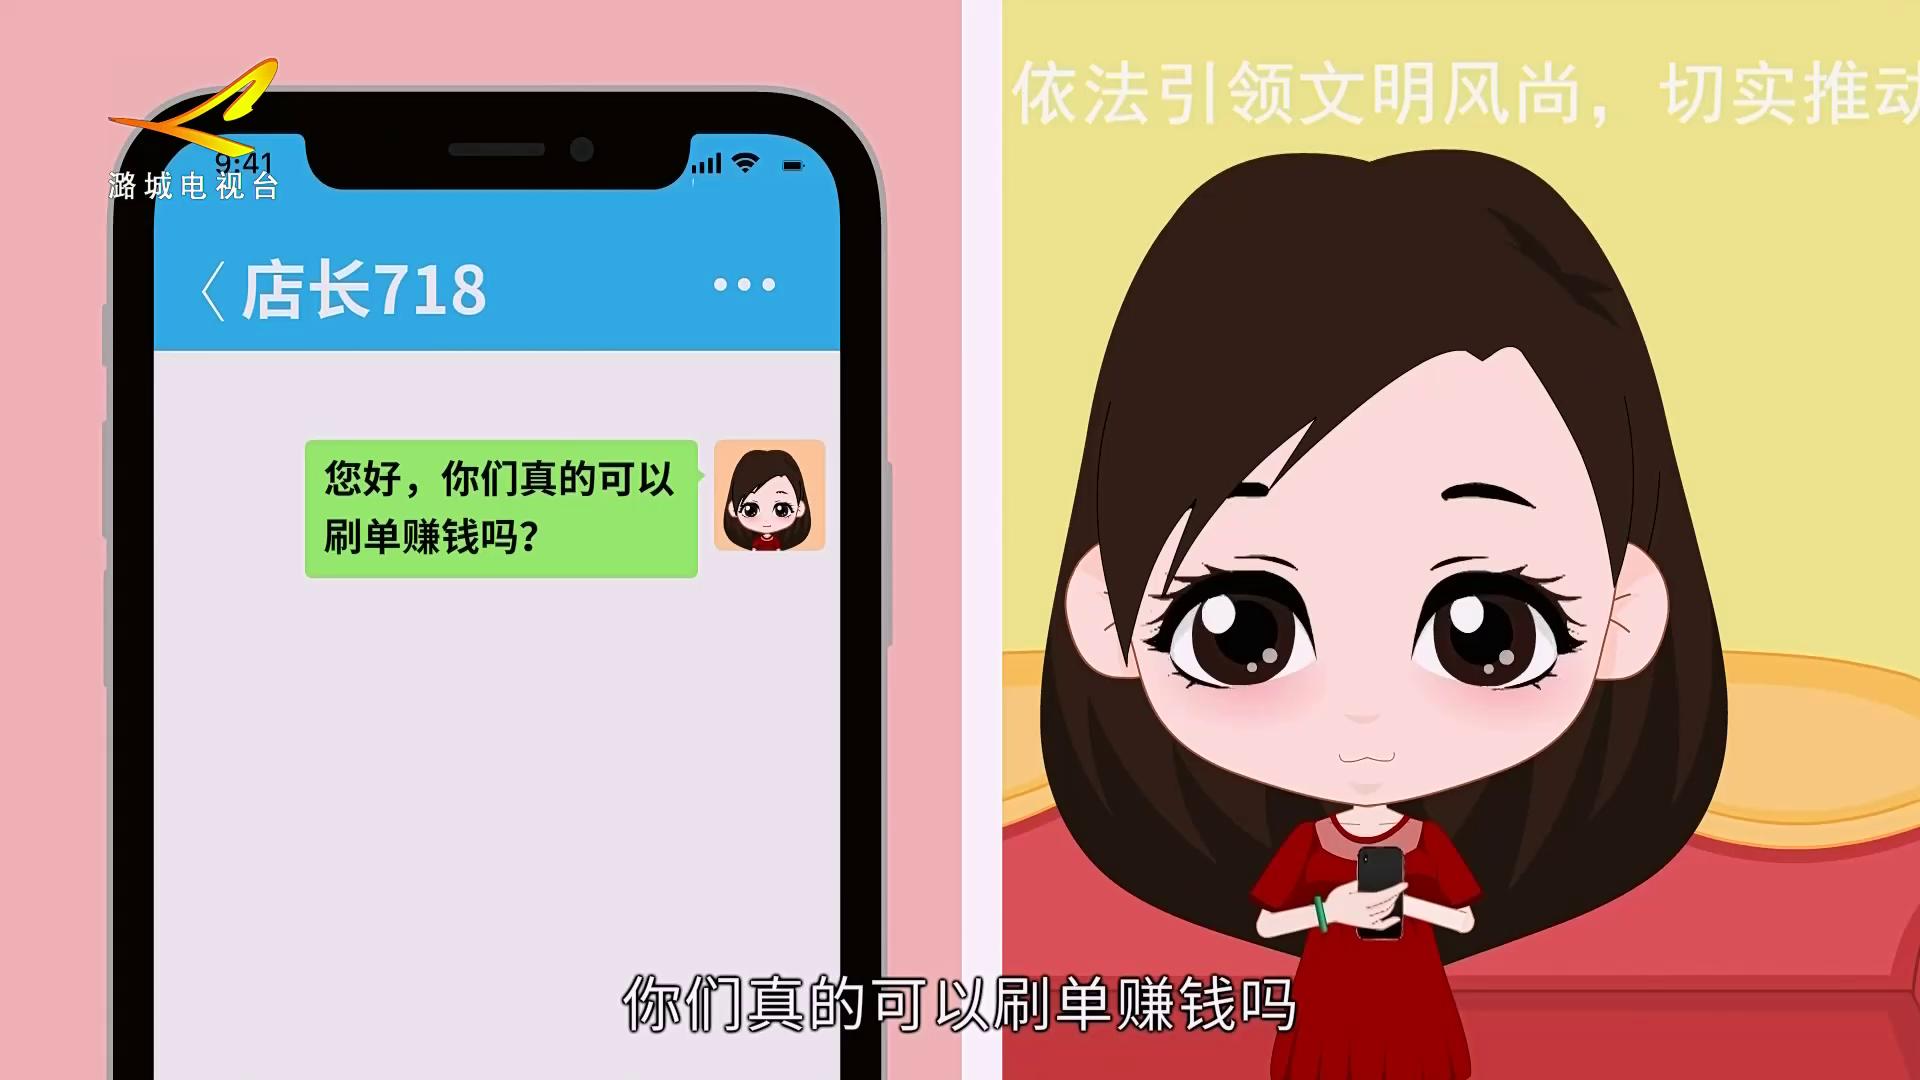 依法引领文明风尚，切实推动
9:41
潞城电视台
店长718
您好，你们真的可以
刷单赚钱吗?
你们真的可以刷单赚钱吗